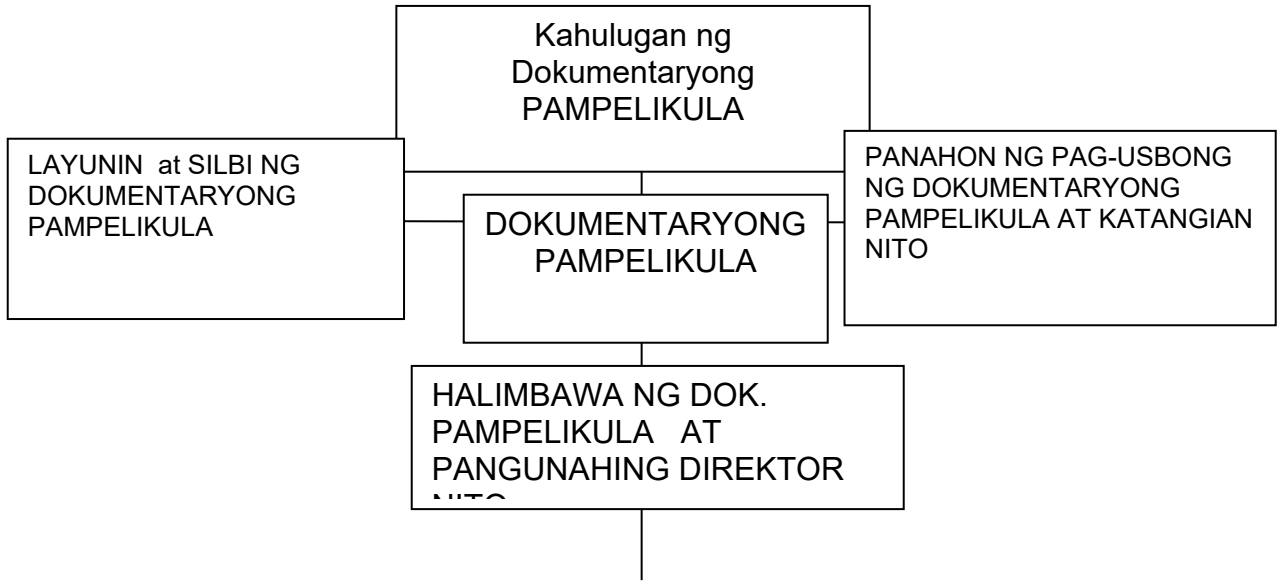 Kahulugan ng
Dokumentaryong
PAMPELIKULA
LAYUNIN at SILBI NG
DOKUMENTARYONG
PAMPELIKULA
DOKUMENTARYONG
PAMPELIKULA
PANAHON NG PAG-USBONG
NG DOKUMENTARYONG
PAMPELIKULA AT KATANGIAN
NITO
HALIMBAWA NG DOK.
PAMPELIKULA AT
PANGUNAHING DIREKTOR
NITO